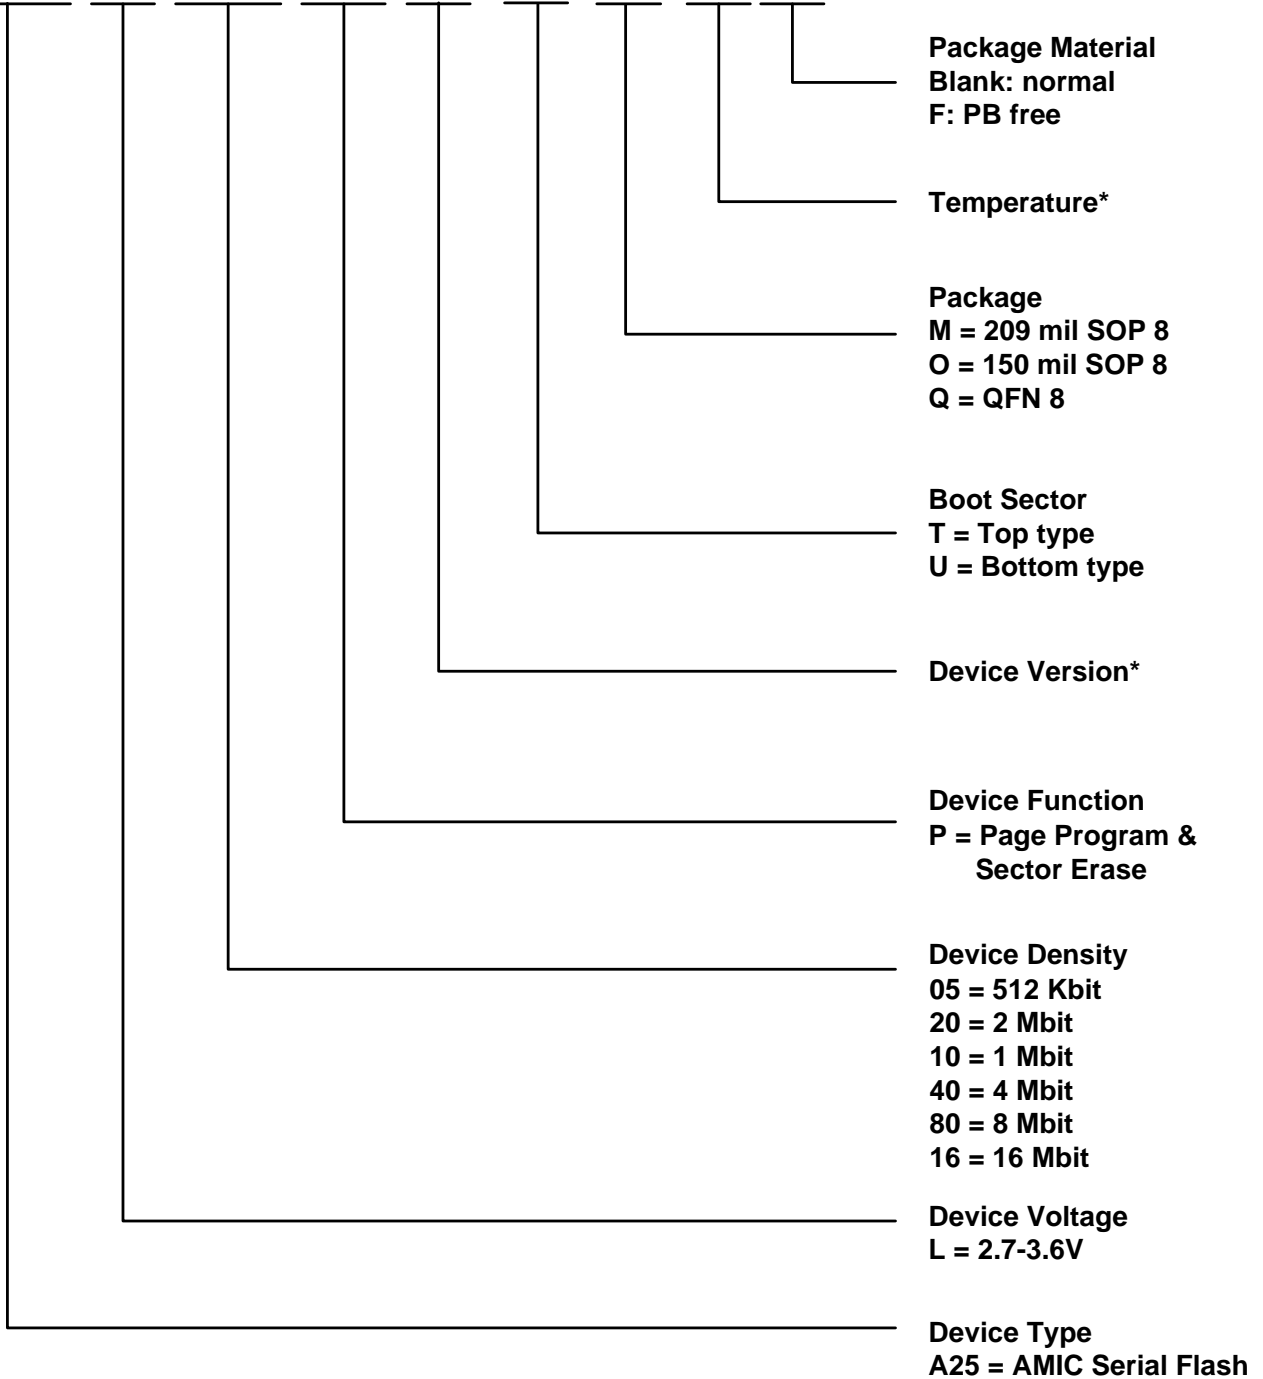 Package Material
Blank: normal
F: PB free
Temperature*
Package
M = 209 mil SOP 8
O = 150 mil SOP 8
Q = QFN 8
Boot Sector
T = Top type
U = Bottom type
Device Version*
Device Function
P = Page Program &
Sector Erase
Device Density
05 = 512 Kbit
20 = 2 Mbit
10 = 1 Mbit
40 = 4 Mbit
80 = 8 Mbit
16 = 16 Mbit
Device Voltage
L = 2.7-3.6V
Device Type
A25 = AMIC Serial Flash